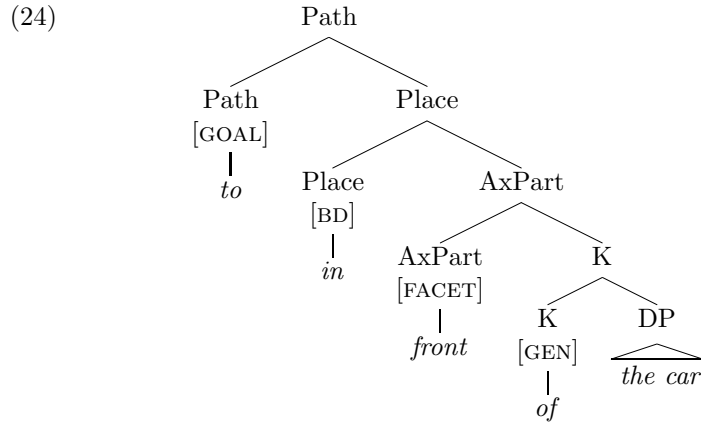 (24) Path
Path Place
[GOAL]
to
Place AxPart
[BD]
in
AxPart K
[FACET]
front
K DP
[GEN]
the car
of